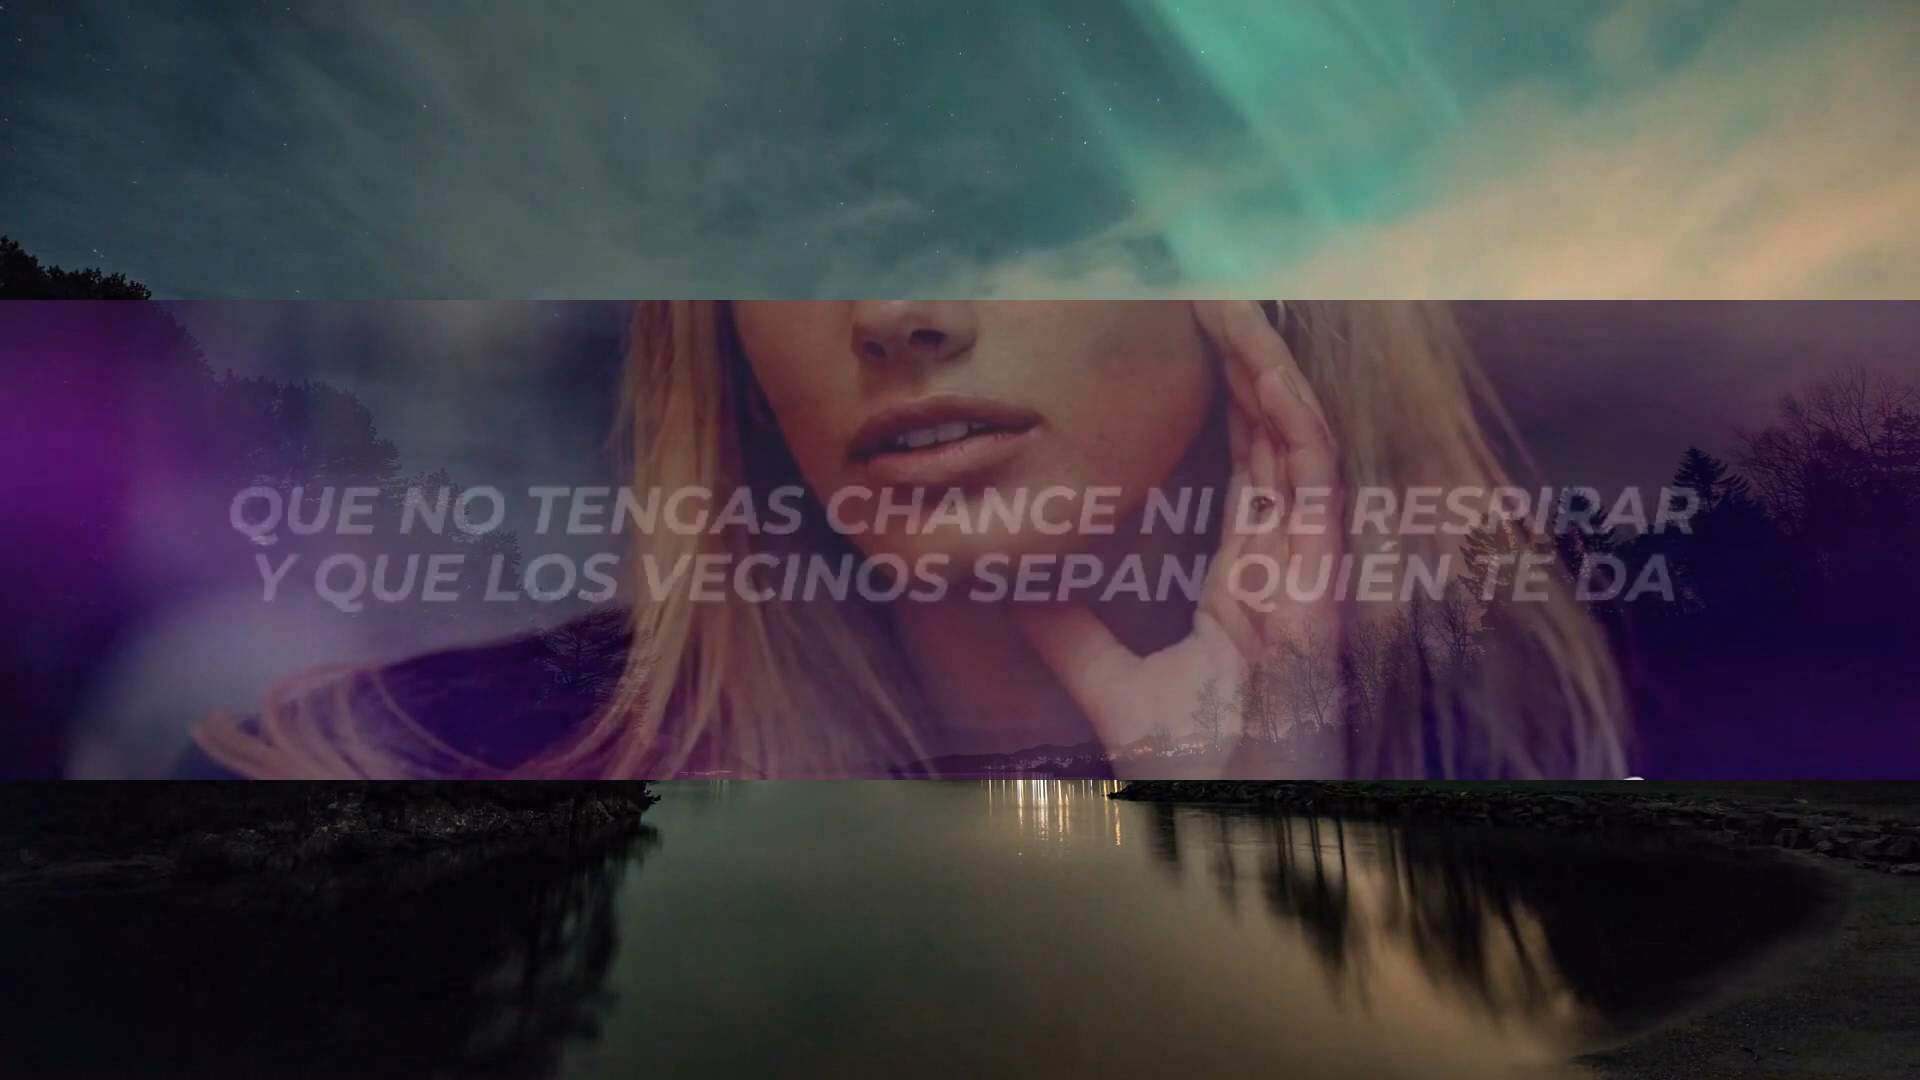 QUE NO TENGAS CHANCE NI DE RESPIRAR
Y QUE LOS VECINOS SEPAN QUIÉN TE DA